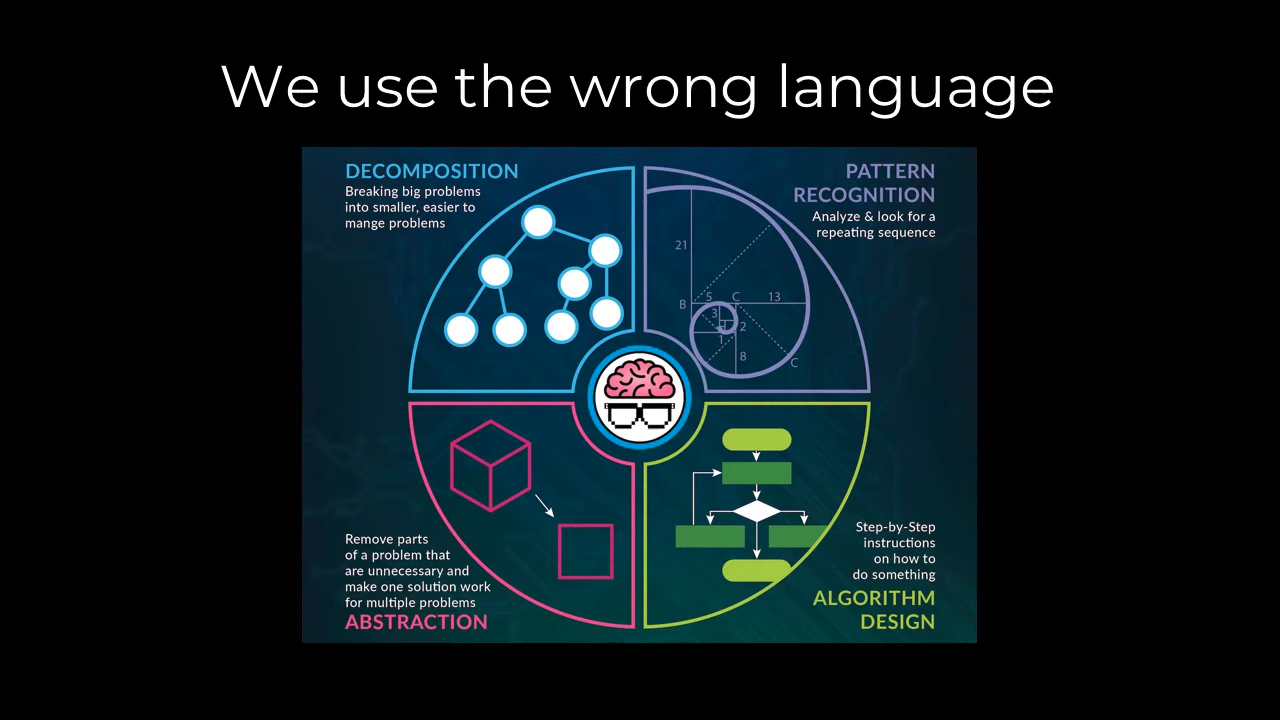 We use the wrong language
DECOMPOSITION
Breaking big problems
into smaller, easier to
mange problems
PATTERN
RECOGNITION
Analyze & look for a
repeating sequence
21
B
5
C
13
3
2
1
8
C
Remove parts
of a problem that
are unnecessary and
make one solution work
for multiple problems
ABSTRACTION
Step-by-Step
instructions
on how to
do something
ALGORITHM
DESIGN